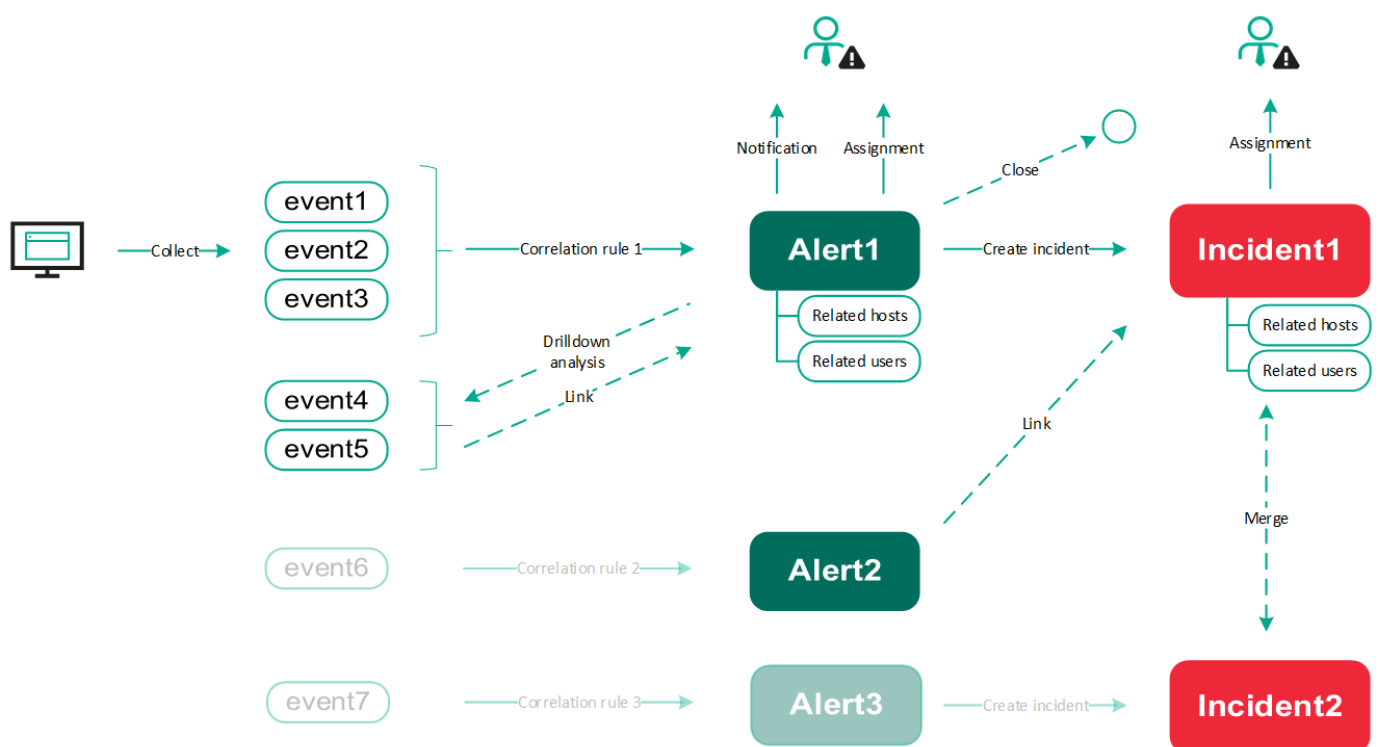 Notification
Assignment
Close
Assignment
Collect
event1
event2
event3
Correlation rule 1
Alert1
Create incident
Incident1
Related hosts
Related users
Related hosts
Related users
Drilldown
analysis
Link
event4
event5
Link
Merge
event6
Correlation rule 2
Alert2
event7
Correlation rule 3
Alert3
Create incident
Incident2